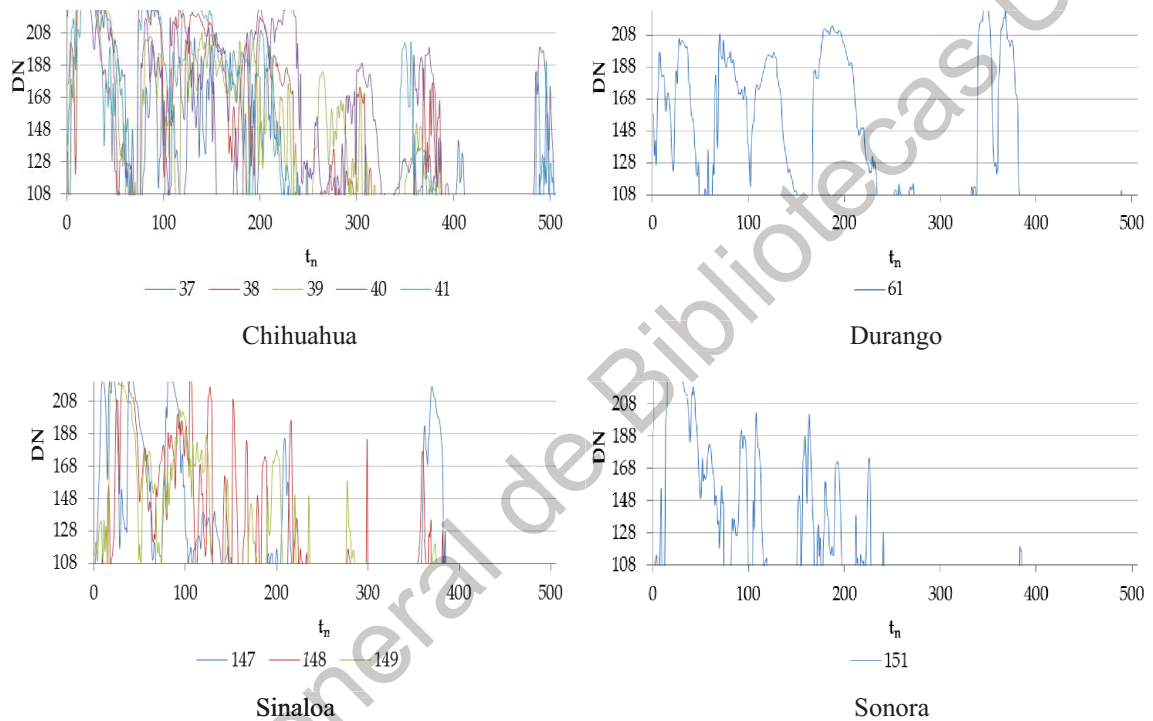 DN
208
188
168
148
128
108
0 100 200 300 400 500
tn
37 38 39 40 41
Chihuahua
DN
208
188
168
148
128
108
0 100 200 300 400 500
tn
61
Durango
DN
208
188
168
148
128
108
0 100 200 300 400 500
tn
147 148 149
Sinaloa
DN
208
188
168
148
128
108
0 100 200 300 400 500
tn
151
Sonora
neral de Bibliotecas U